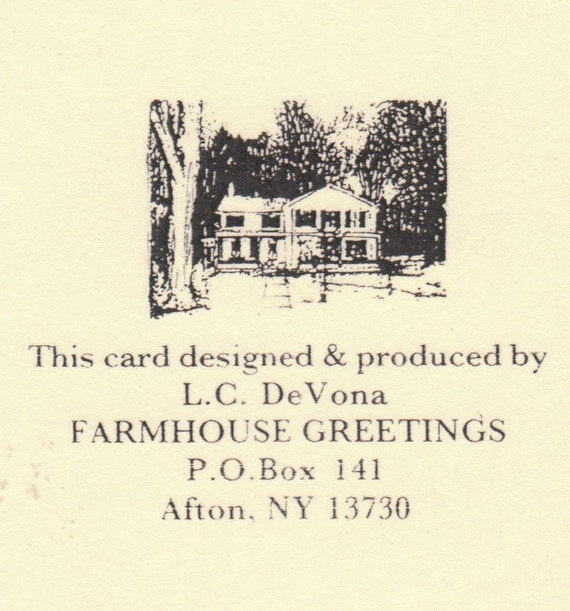 This card designed & produced by
L.C. DeVona
FARMHOUSE GREETINGS
P.O.Box 141
Afton, NY 13730